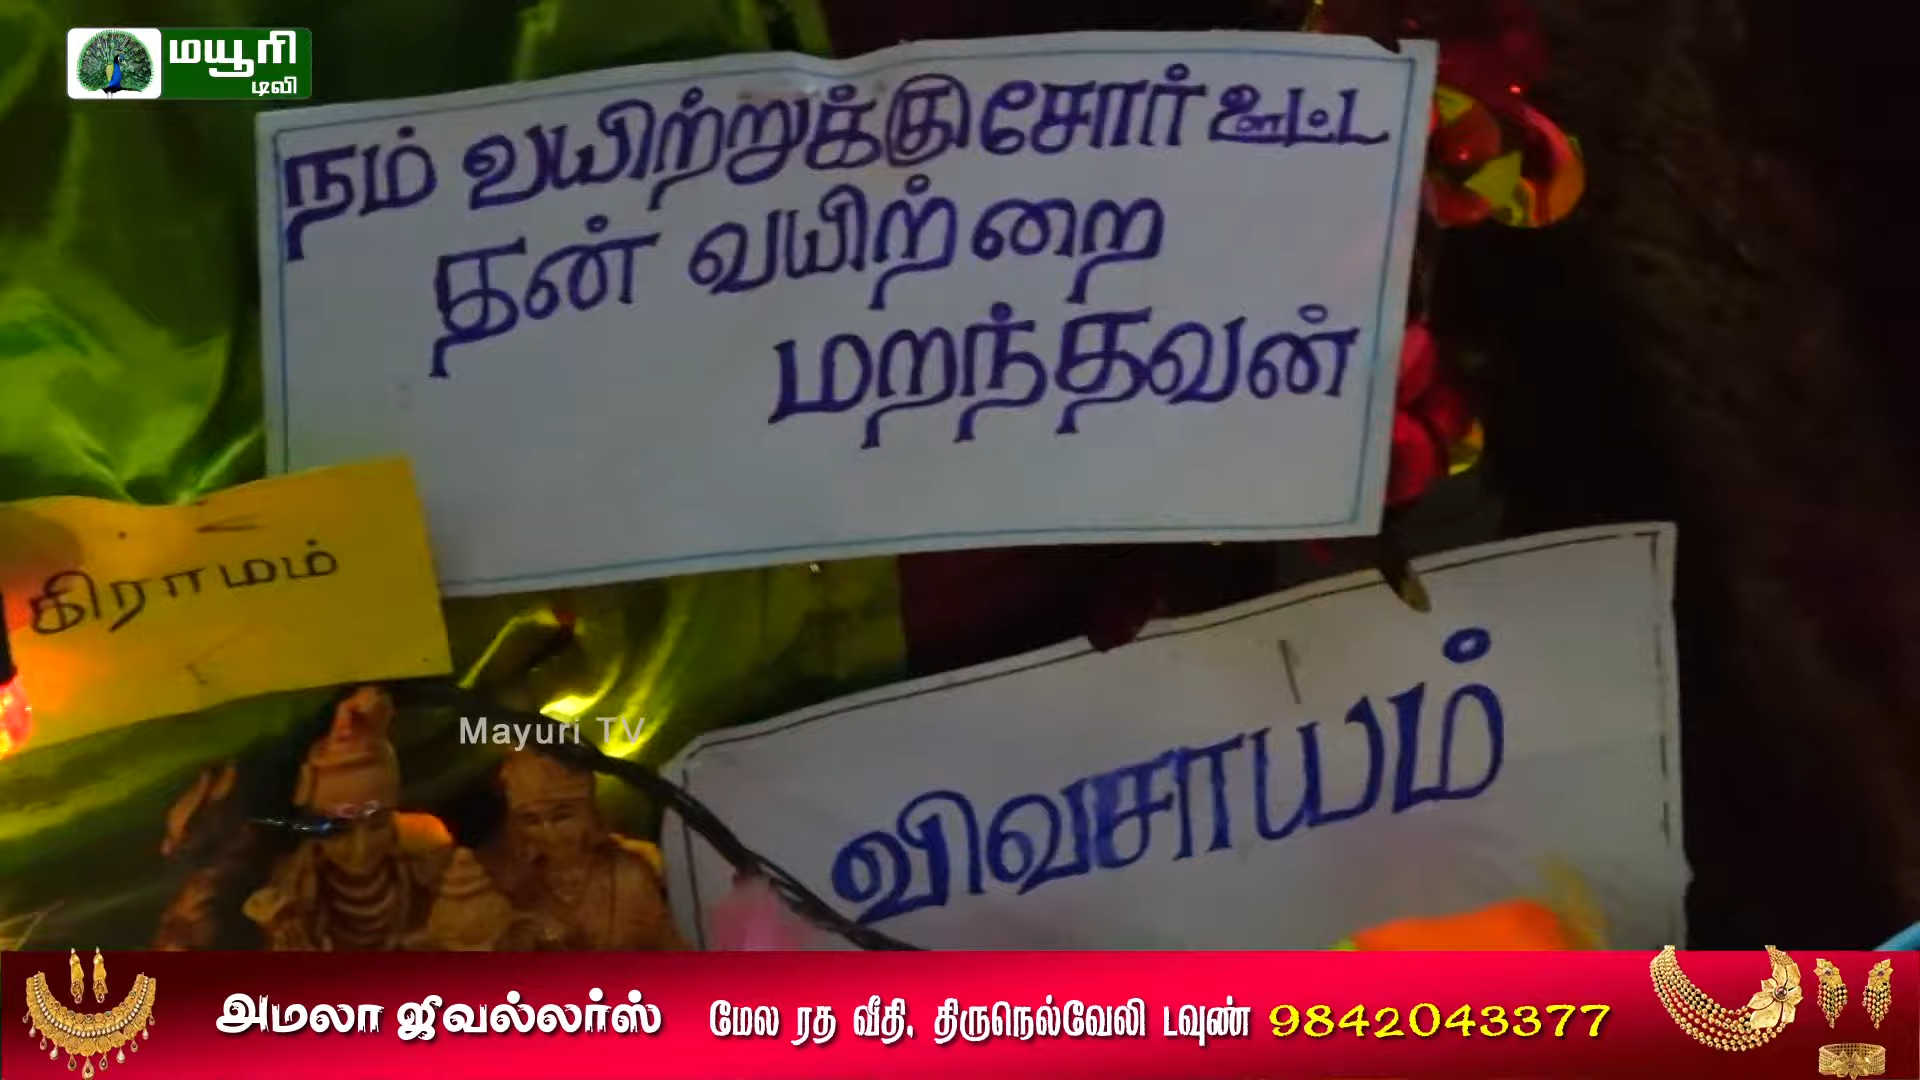 மயூரி
டிவி
நம் வயிற்றுக்கு சோர் ஊட்ட
தன் வயிற்றை
மறந்தவன்
கிராமம்
Mayuri TV
விவசாயம்
அமலா ஜீவல்லர்ஸ் மேல ரத வீதி, திருநெல்வேலி டவுண் 9842043377